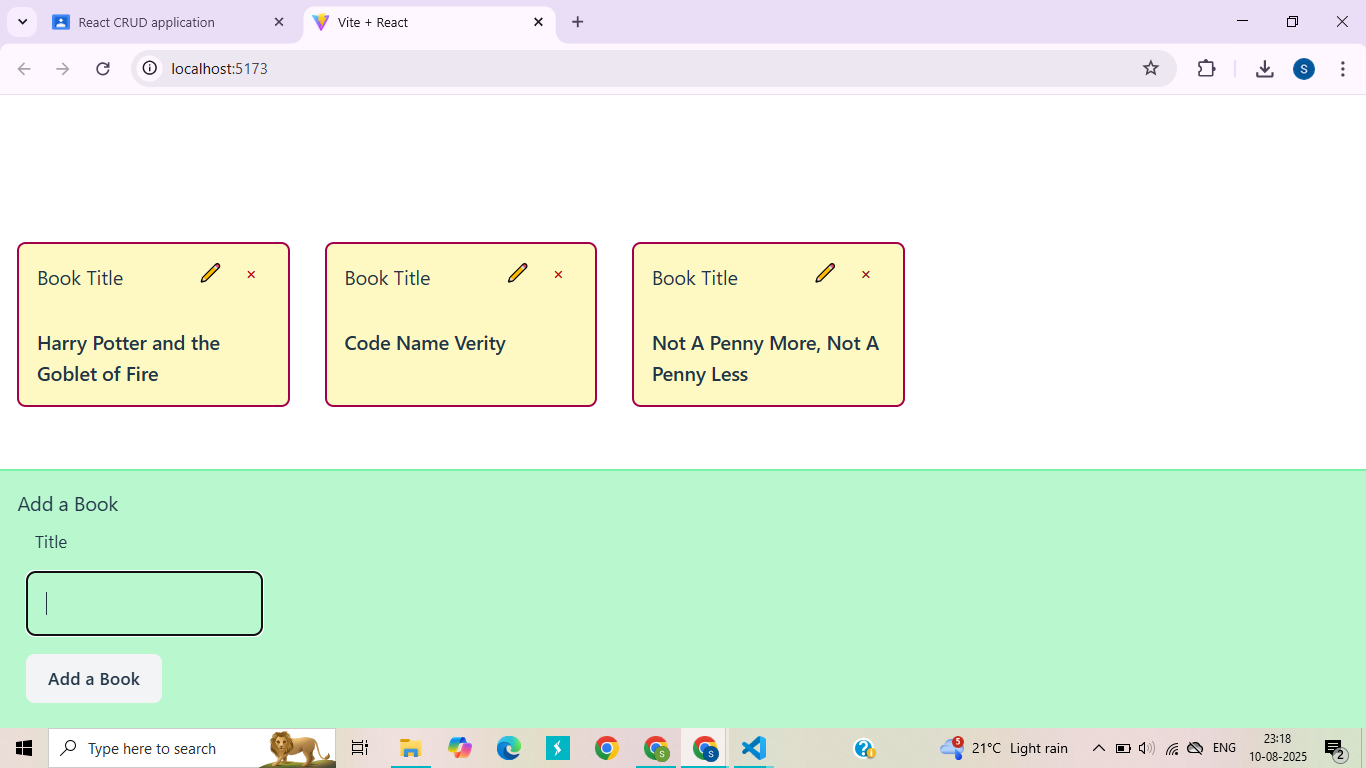 React CRUD application
Vite + React
localhost:5173
S
Book Title
Harry Potter and the
Goblet of Fire
Book Title
Code Name Verity
Book Title
Not A Penny More, Not A
Penny Less
Add a Book
Title
Add a Book
Type here to search
S
S
5
21°C Light rain
ENG
23:18
10-08-2025
2